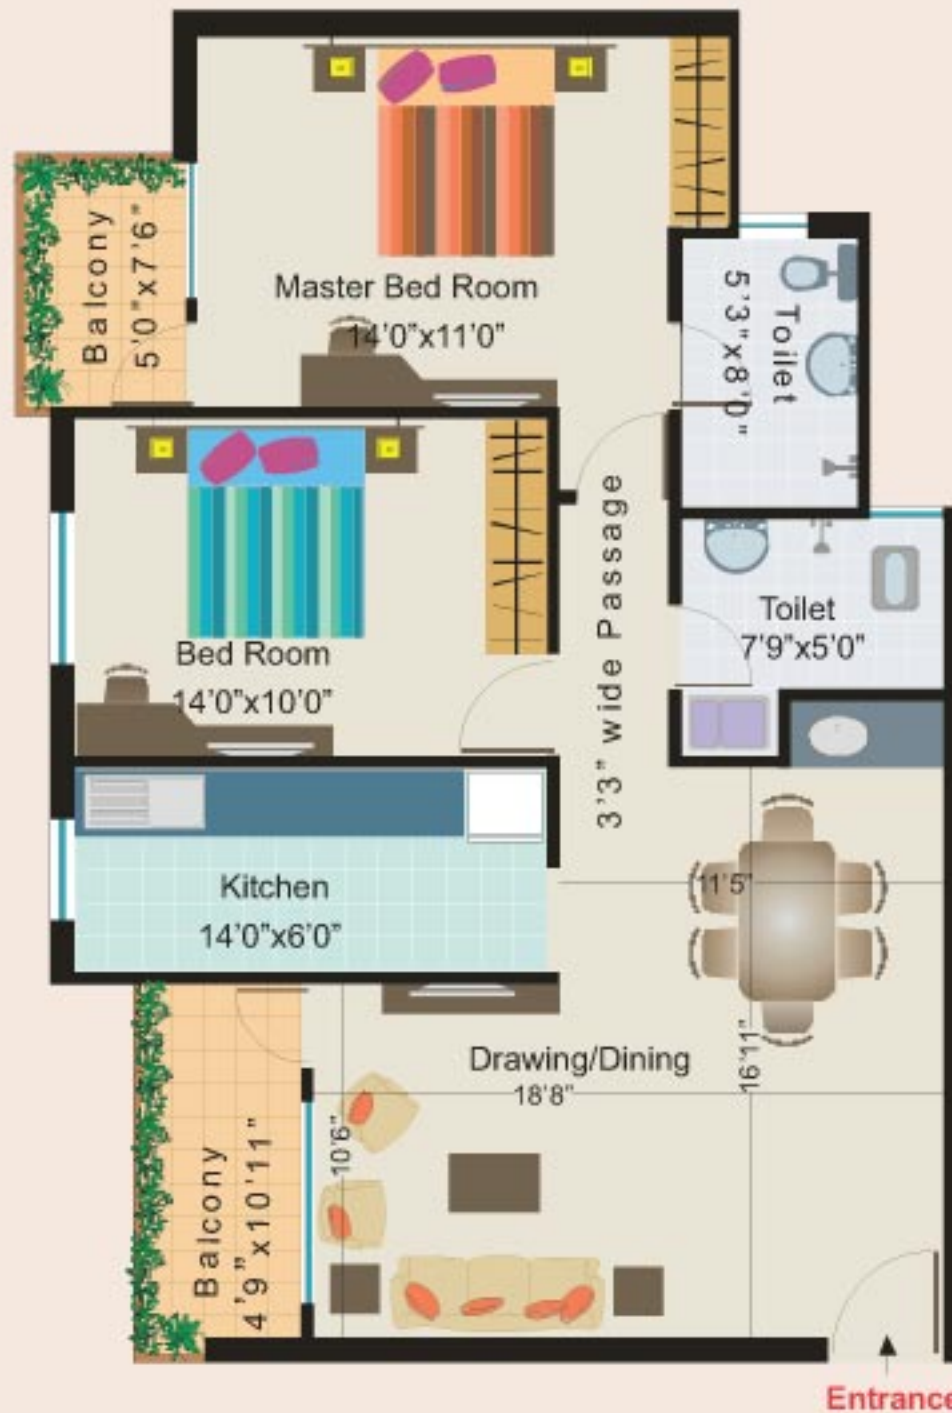 Balcony
5'0"x7'6"
Master Bed Room
14'0"x11'0"
Toilet
5'3"x8'0"
Bed Room
14'0"x10'0"
3'3" wide Passage
Toilet
7'9"x5'0"
Kitchen
14'0"x6'0"
11'5"
16'11"
Drawing/Dining
18'8"
10'6"
Balcony
4'9"x10'11"
Entrance